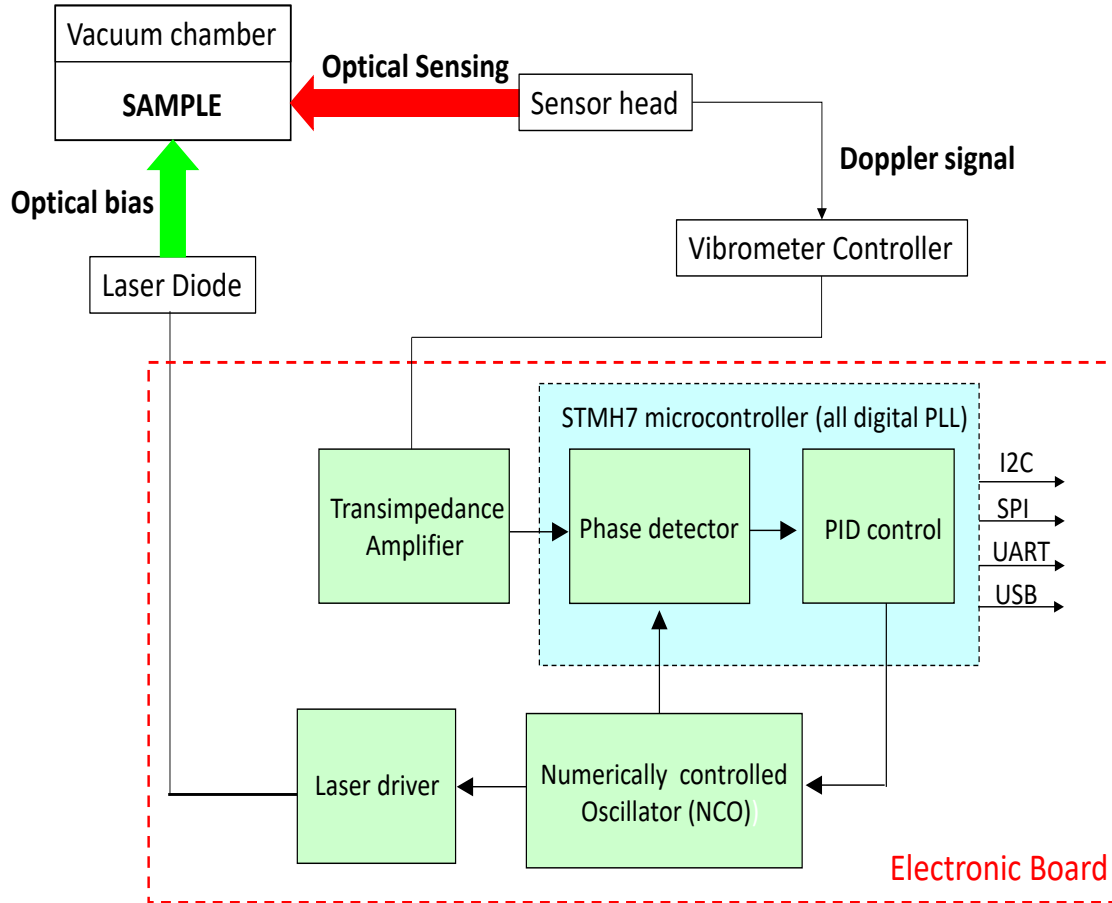 Vacuum chamber
SAMPLE
Optical Sensing
Sensor head
Doppler signal
Optical bias
Vibrometer Controller
Laser Diode
STMH7 microcontroller (all digital PLL)
Transimpedance
Amplifier
Phase detector
PID control
I2C
SPI
UART
USB
Laser driver
Numerically controlled
Oscillator (NCO))
Electronic Board